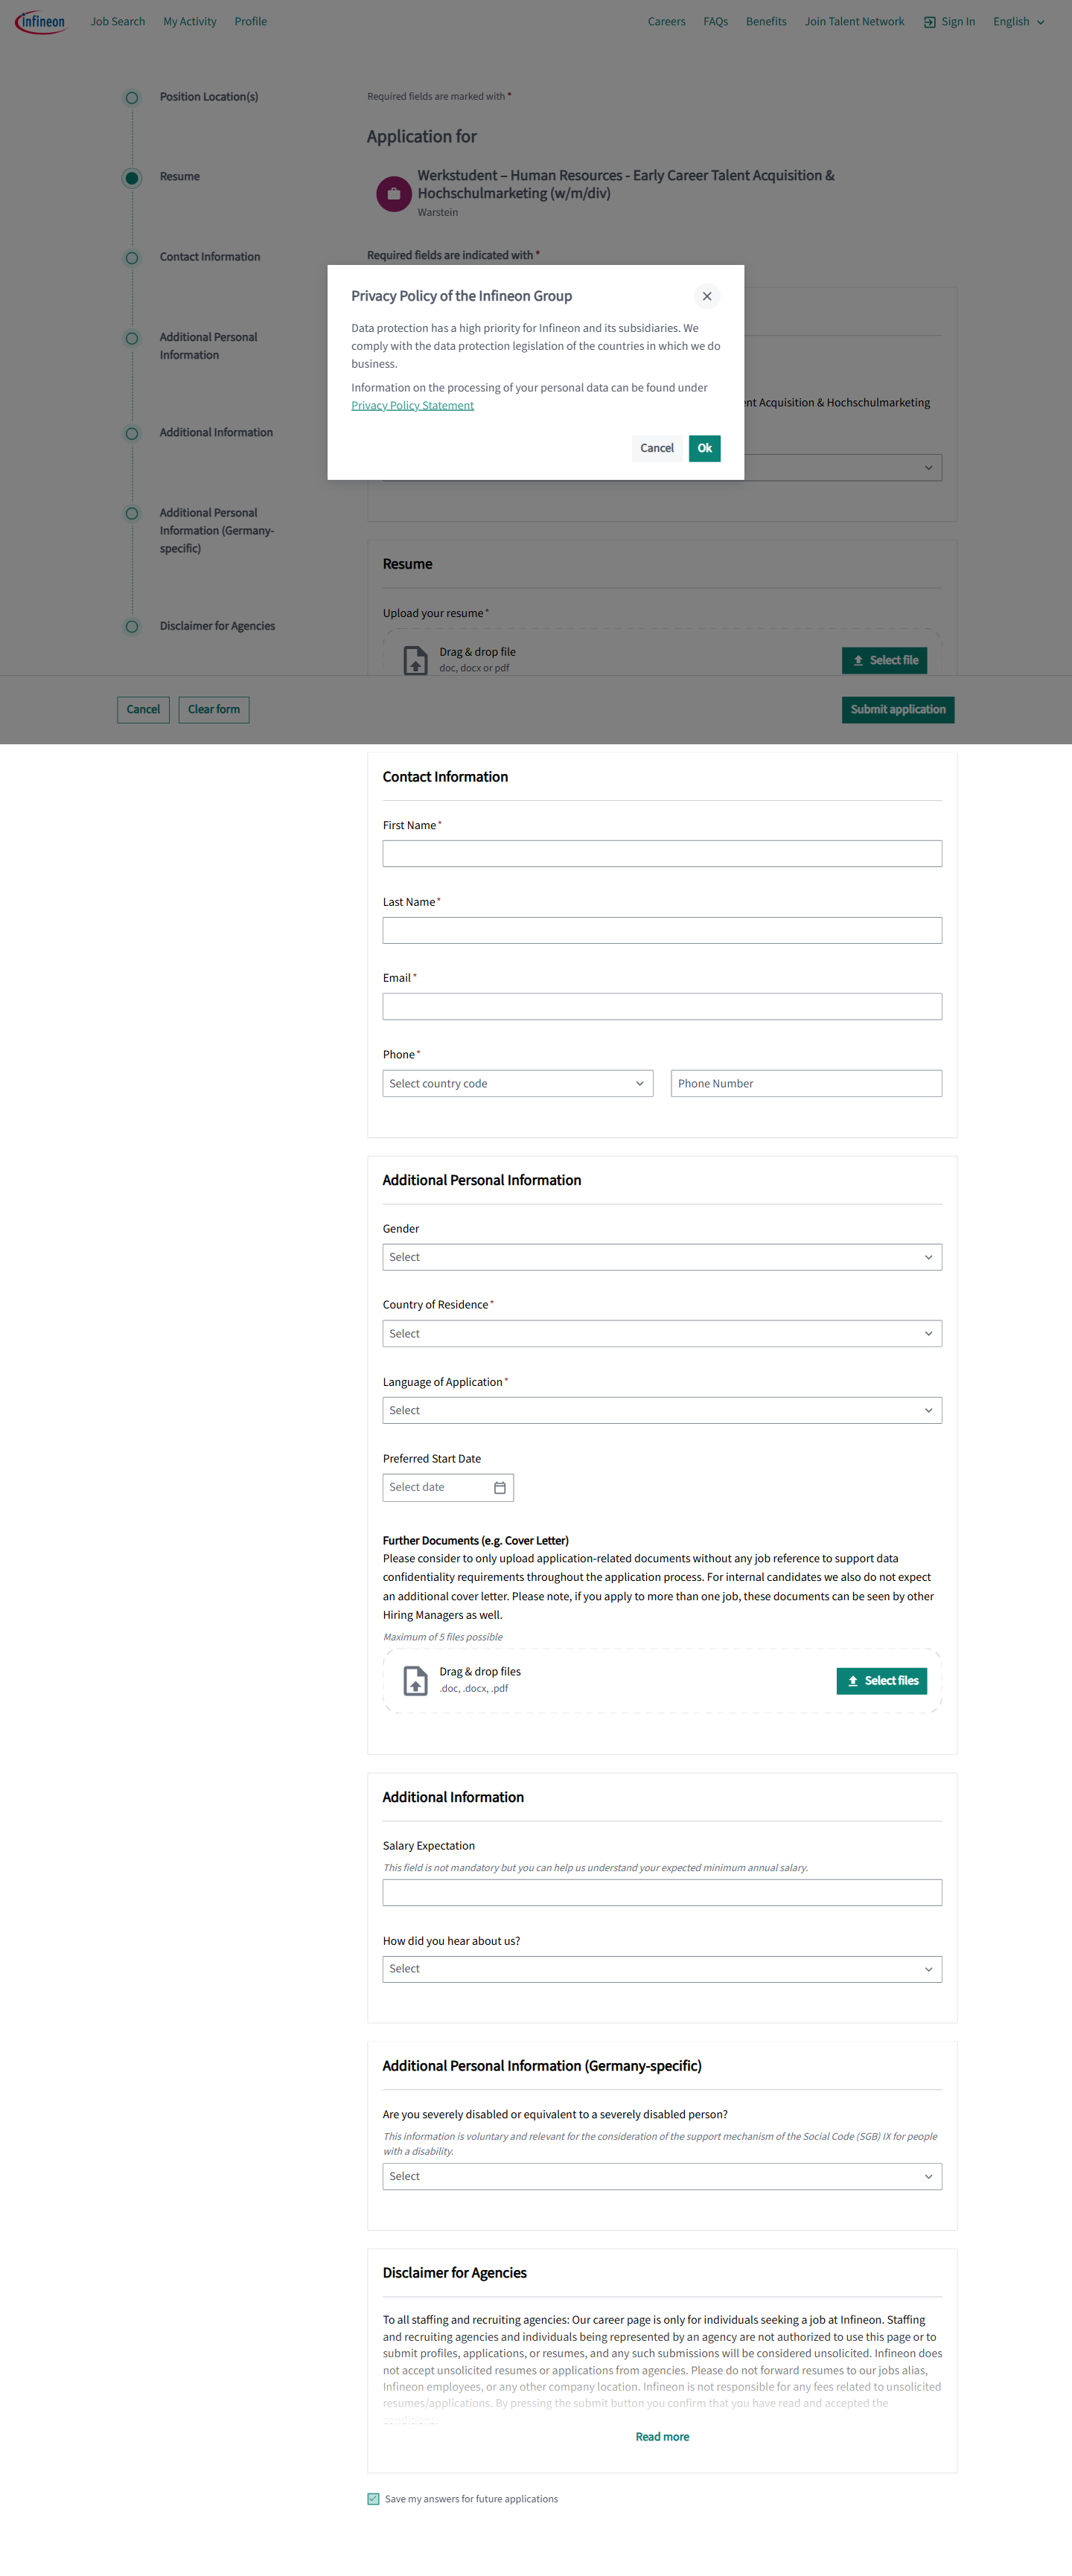 infineon
Job Search
My Activity
Profile
Careers
FAQs
Benefits
Join Talent Network
Sign In
English
Position Location(s)
Resume
Contact Information
Additional Personal
Information
Additional Information
Additional Personal
Information (Germany-
specific)
Disclaimer for Agencies
Required fields are marked with *
Application for
Werkstudent – Human Resources - Early Career Talent Acquisition &
Hochschulmarketing (w/m/div)
Warstein
Required fields are indicated with *
Privacy Policy of the Infineon Group
Data protection has a high priority for Infineon and its subsidiaries. We
comply with the data protection legislation of the countries in which we do
business.
Information on the processing of your personal data can be found under
Privacy Policy Statement
Cancel
Ok
Acquisition & Hochschulmarketing
Resume
Upload your resume *
Drag & drop file
doc, docx or pdf
Select file
Cancel
Clear form
Submit application
Contact Information
First Name *
Last Name *
Email *
Phone *
Select country code
Phone Number
Additional Personal Information
Gender
Select
Country of Residence *
Select
Language of Application *
Select
Preferred Start Date
Select date
Further Documents (e.g. Cover Letter)
Please consider to only upload application-related documents without any job reference to support data
confidentiality requirements throughout the application process. For internal candidates we also do not expect
an additional cover letter. Please note, if you apply to more than one job, these documents can be seen by other
Hiring Managers as well.
Maximum of 5 files possible
Drag & drop files
.doc, .docx, .pdf
Select files
Additional Information
Salary Expectation
This field is not mandatory but you can help us understand your expected minimum annual salary.
How did you hear about us?
Select
Additional Personal Information (Germany-specific)
Are you severely disabled or equivalent to a severely disabled person?
This information is voluntary and relevant for the consideration of the support mechanism of the Social Code (SGB) IX for people
with a disability.
Select
Disclaimer for Agencies
To all staffing and recruiting agencies: Our career page is only for individuals seeking a job at Infineon. Staffing
and recruiting agencies and individuals being represented by an agency are not authorized to use this page or to
submit profiles, applications, or resumes, and any such submissions will be considered unsolicited. Infineon does
not accept unsolicited resumes or applications from agencies. Please do not forward resumes to our jobs alias,
Infineon employees, or any other company location. Infineon is not responsible for any fees related to unsolicited
resumes/applications. By pressing the submit button you confirm that you have read and accepted the
Read more
Save my answers for future applications